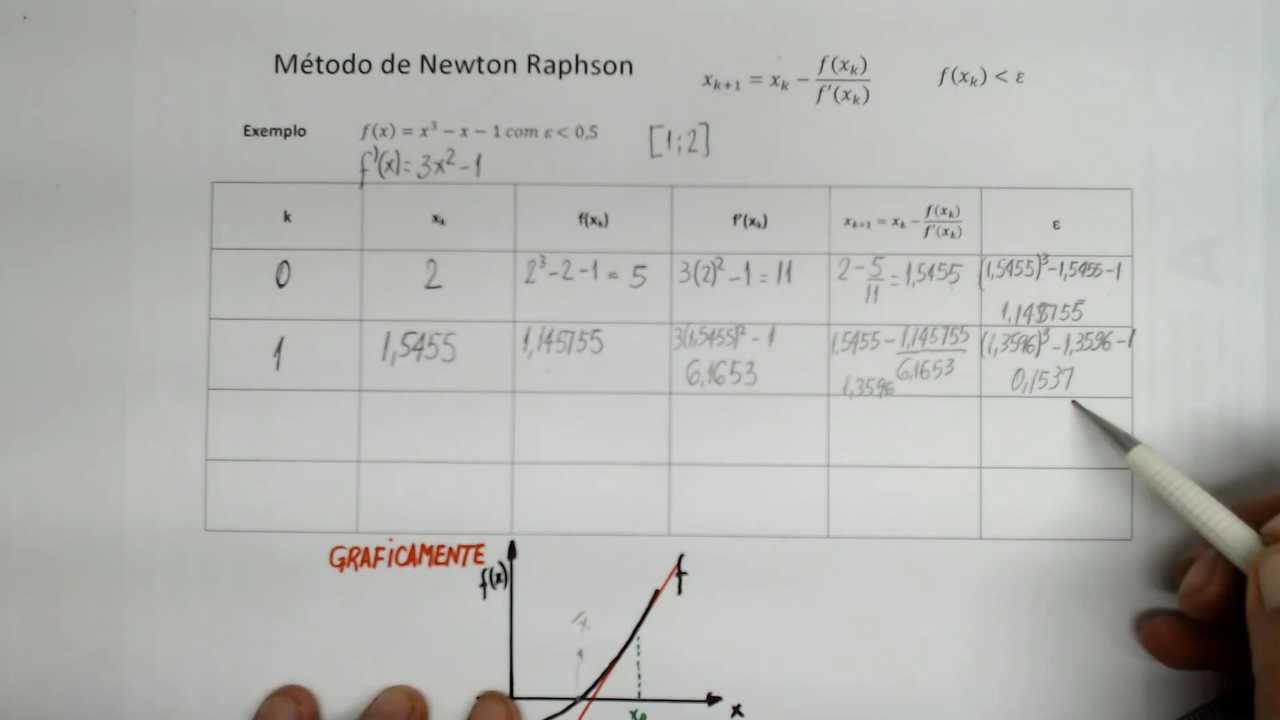 Método de Newton Raphson x_{k+1} = x_k − f(x_k)/f'(x_k) f(x_k) < ε
Exemplo f(x) = x³ − x − 1 com ε < 0,5 [1;2]
f'(x) = 3x² − 1
k x_k f(x_k) f'(x_k) x_{k+1} = x_k − f(x_k)/f'(x_k) ε
0 2 2³ − 2 − 1 = 5 3(2)² − 1 = 11 2 − 5/11 = 1,5455 (1,5455)³ − 1,5455 − 1
1,145755
1 1,5455 1,145755 3(1,5455)² − 1 1,5455 − 1,145755/6,1653 (1,3596)³ − 1,3596 − 1
6,1653 1,3596 0,1537
GRAFICAMENTE
f(x) f
x₀ x